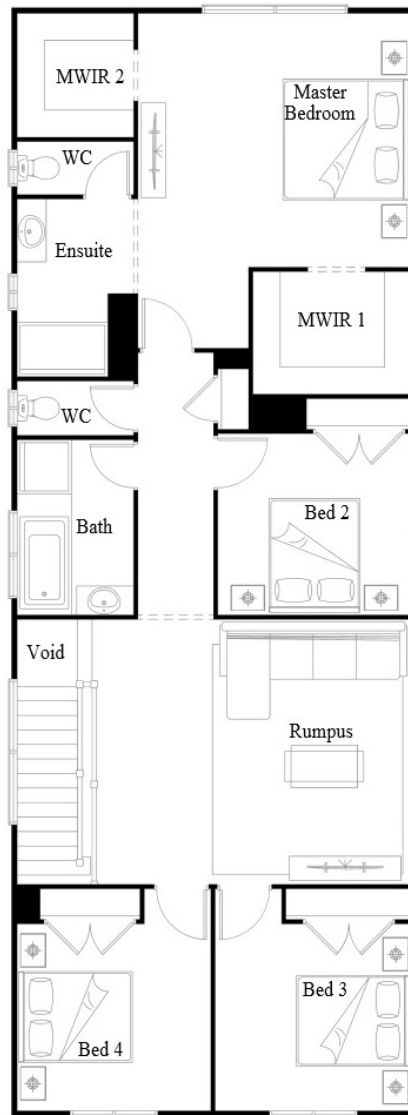 MWIR 2
Master
Bedroom
WC
Ensuite
MWIR 1
WC
Bath
Bed 2
Void
Rumpus
Bed 4
Bed 3